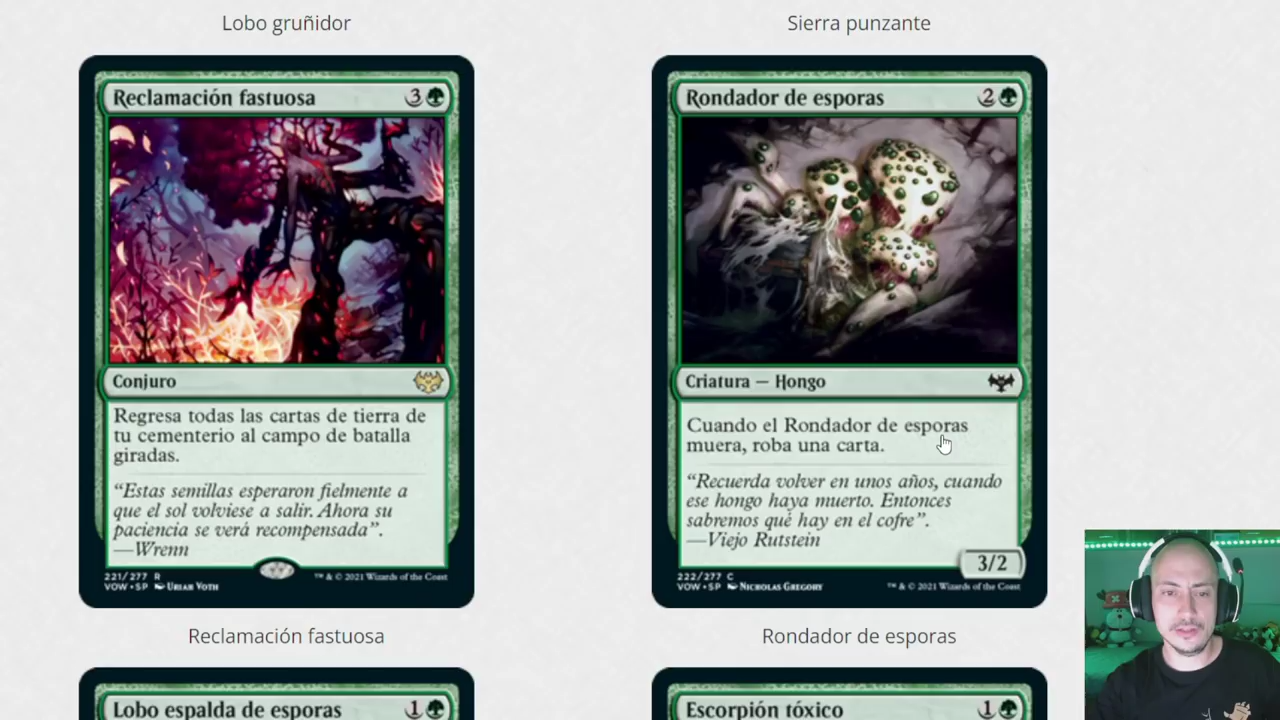 Lobo gruñidor
Sierra punzante
Reclamación fastuosa 3
Conjuro
Regresa todas las cartas de tierra de
tu cementerio al campo de batalla
giradas.
“Estas semillas esperaron fielmente a
que el sol volviese a salir. Ahora su
paciencia se verá recompensada”.
—Wrenn
221/277 R
VOW • SP Uriah Voth
™ & © 2021 Wizards of the Coast
Reclamación fastuosa
Rondador de esporas 2
Criatura — Hongo
Cuando el Rondador de esporas
muera, roba una carta.
“Recuerda volver en unos años, cuando
ese hongo haya muerto. Entonces
sabremos qué hay en el cofre”.
—Viejo Rutstein
3/2
222/277 C
VOW • SP Nicholas Gregory
™ & © 2021 Wizards of the Coast
Rondador de esporas
Lobo espalda de esporas 1
Escorpión tóxico 1